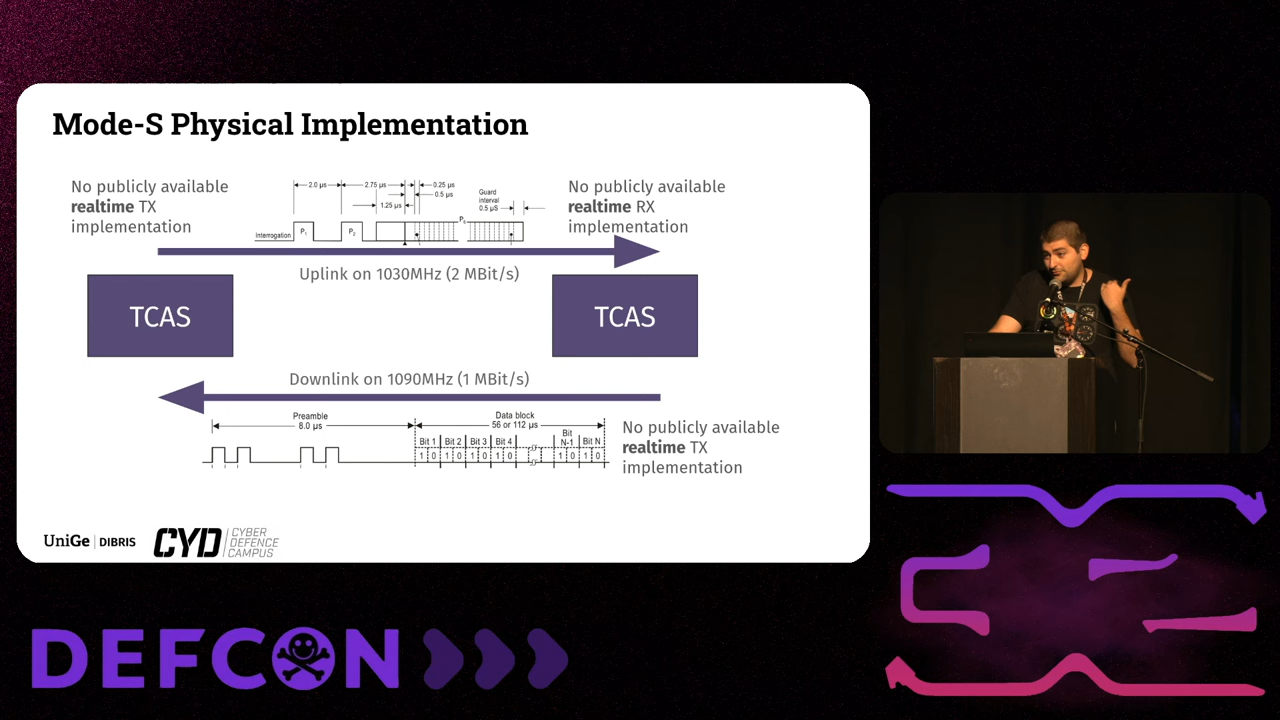 Mode-S Physical Implementation
No publicly available
realtime TX
implementation
2.0 µs
2.75 µs
0.25 µs
0.5 µs
1.25 µs
Guard
interval
0.5 µS
Interrogation
P1
P2
P6
No publicly available
realtime RX
implementation
Uplink on 1030MHz (2 MBit/s)
TCAS
TCAS
Downlink on 1090MHz (1 MBit/s)
Preamble
8.0 µs
Data block
56 or 112 µs
Bit 1
Bit 2
Bit 3
Bit 4
Bit
N-1
Bit N
1 0 1 0 1 0 1 0 1 0 1 0
No publicly available
realtime TX
implementation
UniGe | DIBRIS
CYD
CYBER
DEFENCE
CAMPUS
DEFCON